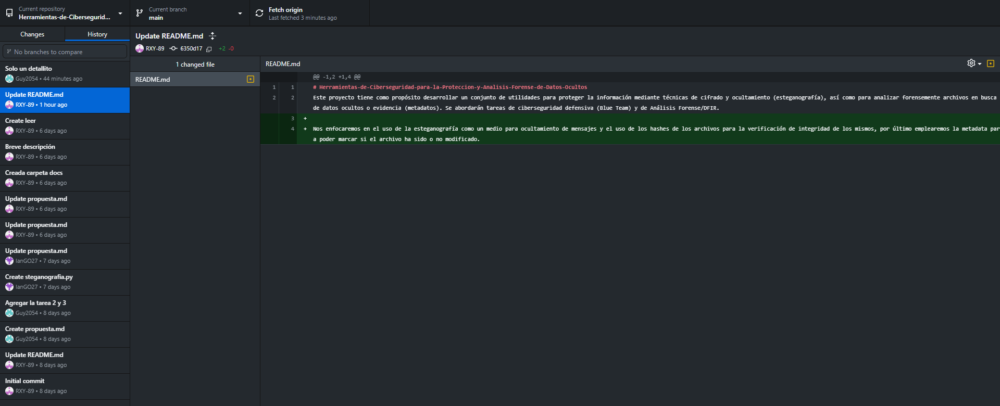 Current repository
Herramientas-de-Cibersegurid...
Current branch
main
Fetch origin
Last fetched 3 minutes ago
Changes
History
No branches to compare
Solo un detallito
Guy2054 • 44 minutes ago
Update README.md
RXY-89 • 1 hour ago
Create leer
RXY-89 • 6 days ago
Breve descripción
RXY-89 • 6 days ago
Creada carpeta docs
RXY-89 • 6 days ago
Update propuesta.md
RXY-89 • 6 days ago
Update propuesta.md
RXY-89 • 6 days ago
Update propuesta.md
IanGO27 • 7 days ago
Create steganografia.py
IanGO27 • 7 days ago
Agregar la tarea 2 y 3
Guy2054 • 8 days ago
Create propuesta.md
Guy2054 • 8 days ago
Update README.md
RXY-89 • 8 days ago
Initial commit
RXY-89 • 8 days ago
Update README.md
RXY-89 6350d17 +2 -0
1 changed file
README.md
README.md
@@ -1,2 +1,4 @@
1 1 # Herramientas-de-Ciberseguridad-para-la-Proteccion-y-Analisis-Forense-de-Datos-Ocultos
2 2 Este proyecto tiene como propósito desarrollar un conjunto de utilidades para proteger la información mediante técnicas de cifrado y ocultamiento (esteganografía), así como para analizar forensemente archivos en busca
de datos ocultos o evidencia (metadatos). Se abordarán tareas de ciberseguridad defensiva (Blue Team) y de Análisis Forense/DFIR.
3 +
4 + Nos enfocaremos en el uso de la esteganografía como un medio para ocultamiento de mensajes y el uso de los hashes de los archivos para la verificación de integridad de los mismos, por último emplearemos la metadata par
a poder marcar si el archivo ha sido o no modificado.